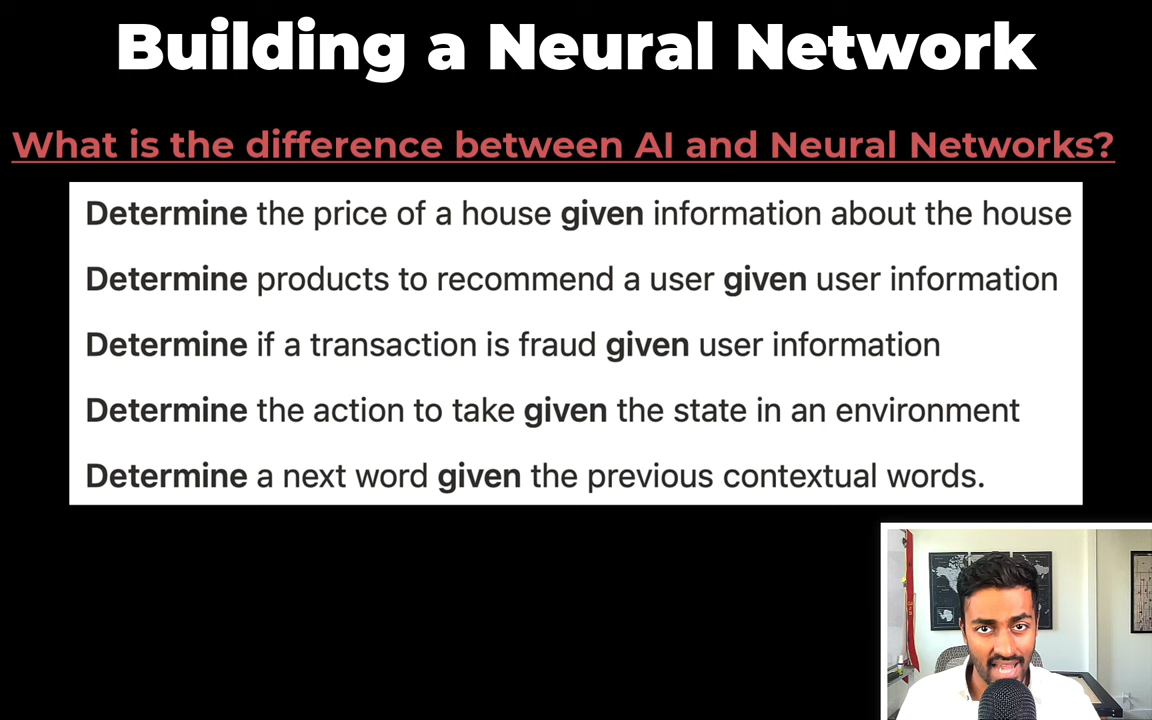 Building a Neural Network
What is the difference between AI and Neural Networks?
Determine the price of a house given information about the house
Determine products to recommend a user given user information
Determine if a transaction is fraud given user information
Determine the action to take given the state in an environment
Determine a next word given the previous contextual words.